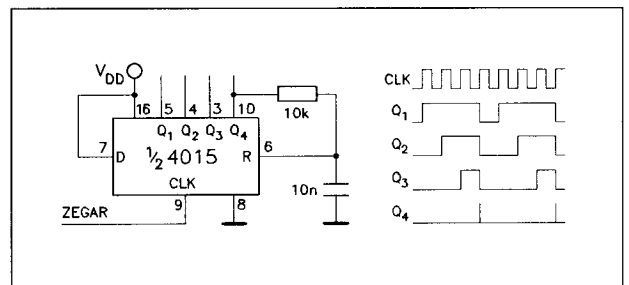 V_DD
16 5 4 3 10
Q₁ Q₂ Q₃ Q₄
10k
7 D ½ 4015 R 6
CLK
10n
ZEGAR
9 8
CLK
Q₁
Q₂
Q₃
Q₄